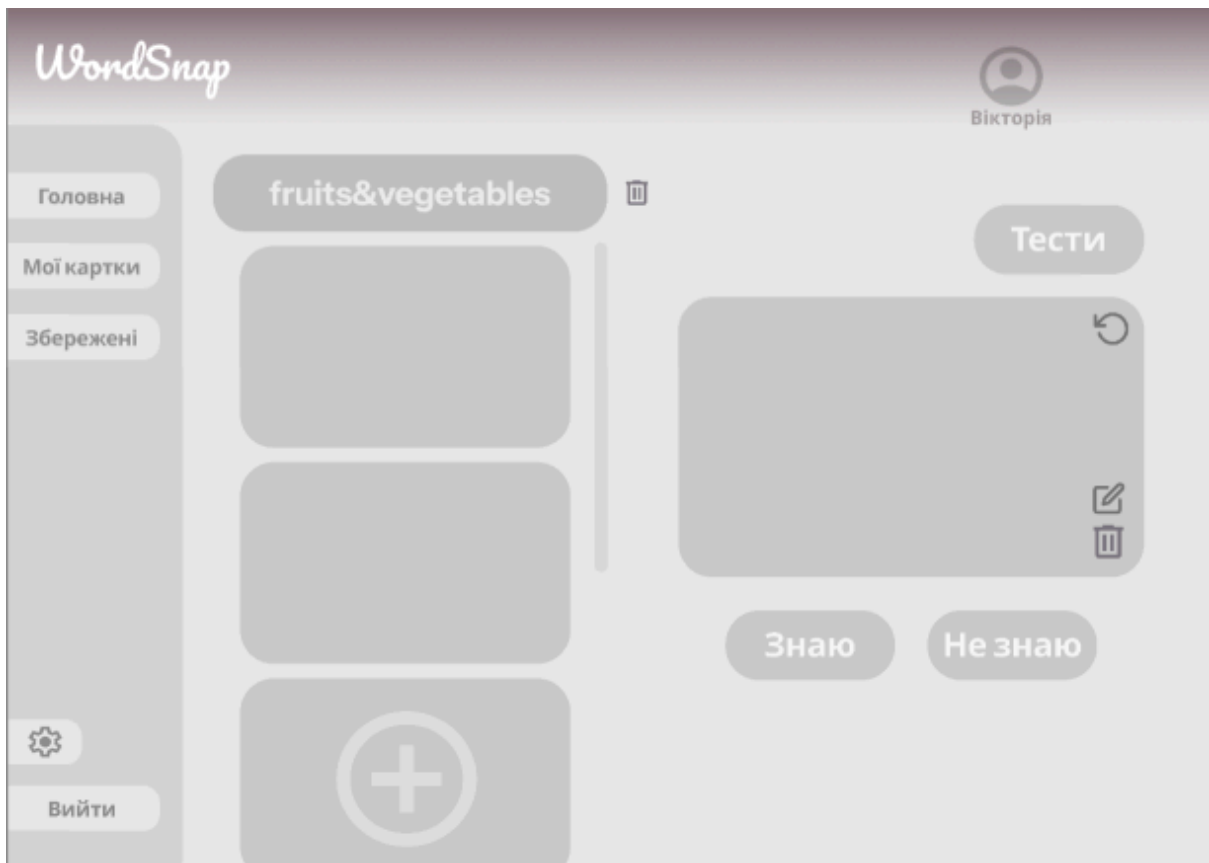 WordSnap
Вікторія
Головна
Мої картки
Збережені
Вийти
fruits&vegetables
Тести
Знаю
Не знаю